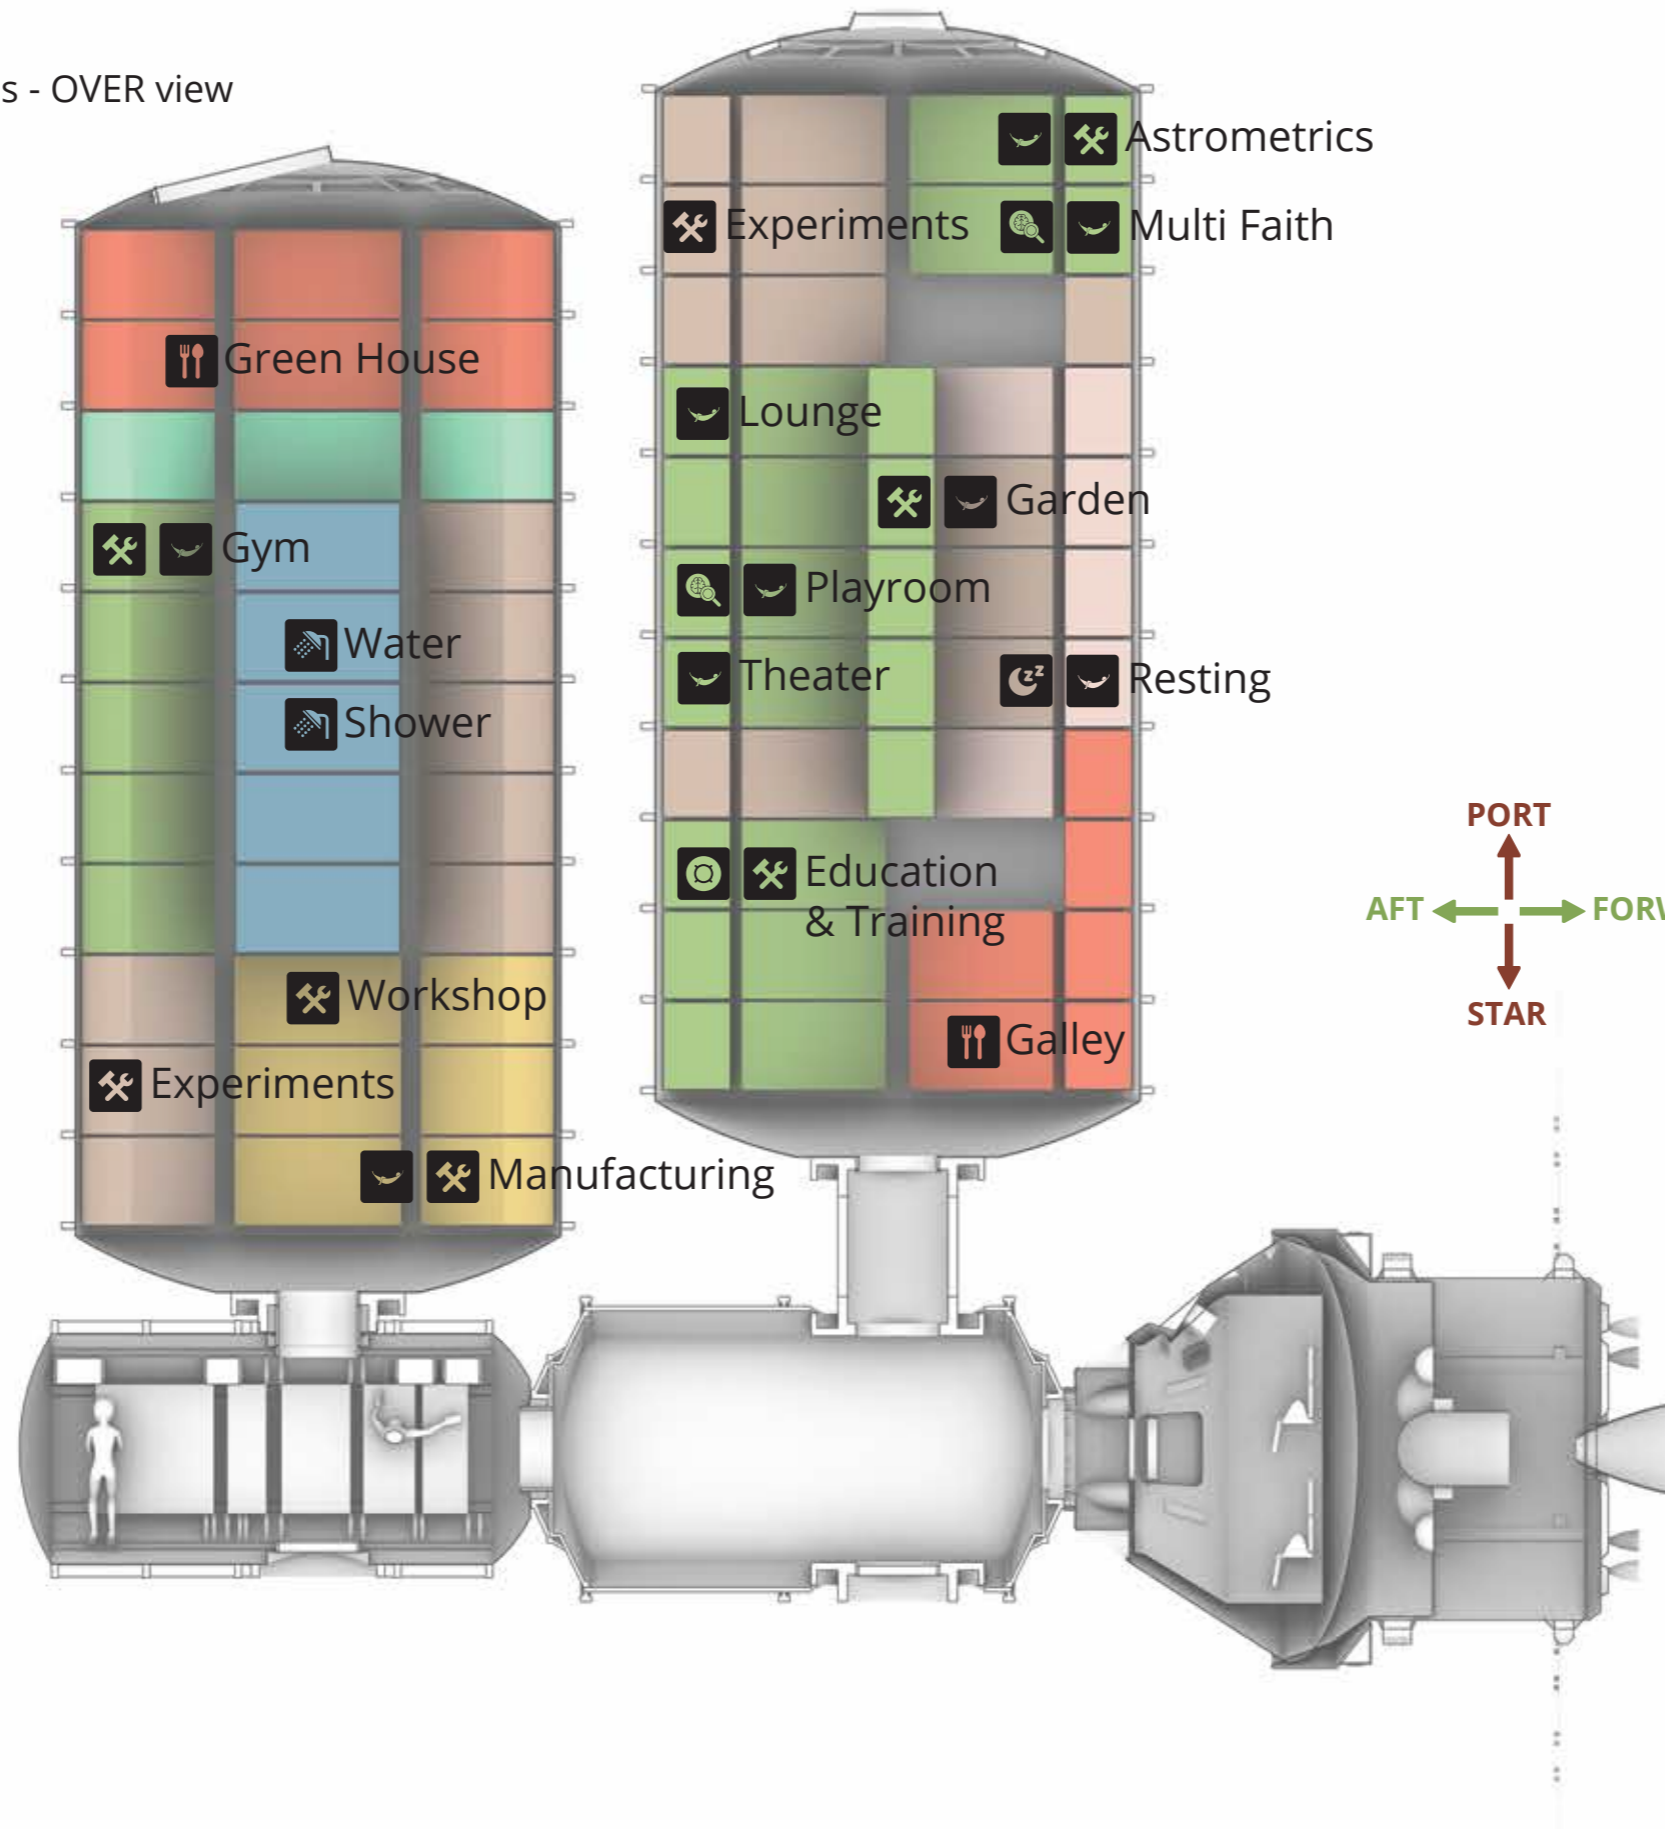 s - OVER view
Green House
Gym
Water
Shower
Workshop
Experiments
Manufacturing
Astrometrics
Experiments
Multi Faith
Lounge
Garden
Playroom
Theater
Resting
Education
& Training
Galley
PORT
AFT
FORW
STAR